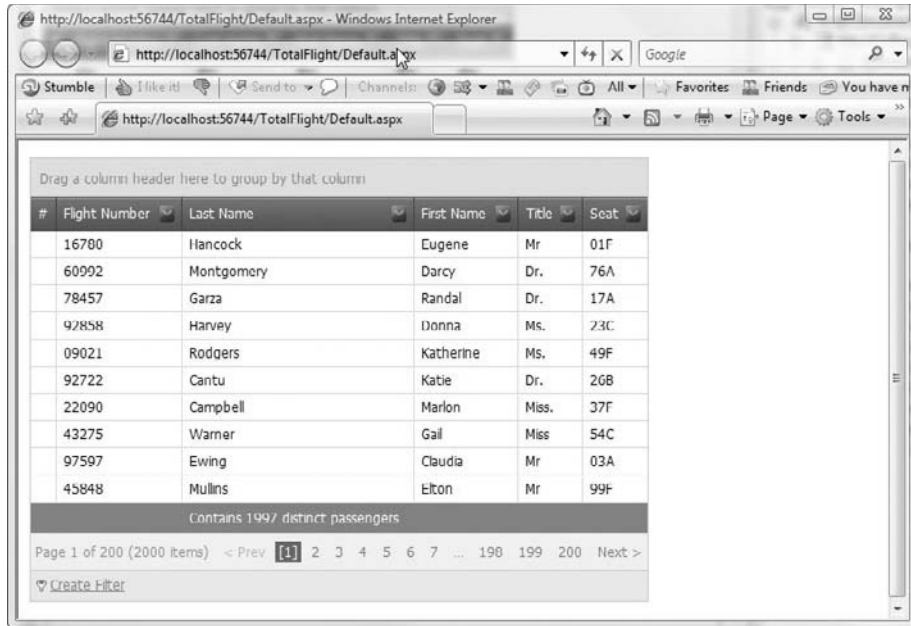 http://localhost:56744/TotalFlight/Default.aspx - Windows Internet Explorer
http://localhost:56744/TotalFlight/Default.aspx Google
Stumble I like it! Send to Channels: All Favorites Friends You have m
http://localhost:56744/TotalFlight/Default.aspx Page Tools »
Drag a column header here to group by that column
# Flight Number Last Name First Name Title Seat
16780 Hancock Eugene Mr 01F
60992 Montgomery Darcy Dr. 76A
78457 Garza Randal Dr. 17A
92858 Harvey Donna Ms. 23C
09021 Rodgers Katherine Ms. 49F
92722 Cantu Katie Dr. 26B
22090 Campbell Marlon Miss. 37F
43275 Warner Gail Miss 54C
97597 Ewing Claudia Mr 03A
45848 Mullins Elton Mr 99F
Contains 1997 distinct passengers
Page 1 of 200 (2000 items) < Prev [1] 2 3 4 5 6 7 ... 198 199 200 Next >
Create Filter